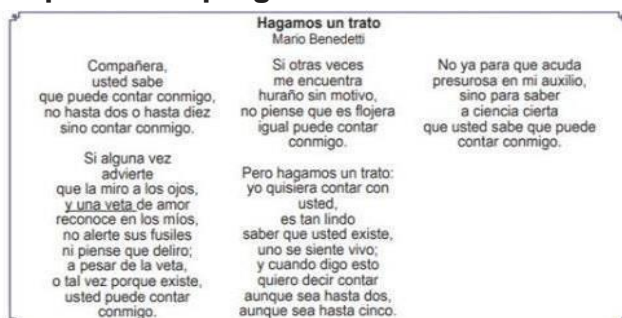 Hagamos un trato
Mario Benedetti
Compañera,
usted sabe
que puede contar conmigo,
no hasta dos o hasta diez
sino contar conmigo.
Si alguna vez
advierte
que la miro a los ojos,
y una veta de amor
reconoce en los míos,
no alerte sus fusiles
ni piense que deliro;
a pesar de la veta,
o tal vez porque existe,
usted puede contar
conmigo.
Si otras veces
me encuentra
huraño sin motivo,
no piense que es flojera
igual puede contar
conmigo.
Pero hagamos un trato:
yo quisiera contar con
usted,
es tan lindo
saber que usted existe,
uno se siente vivo;
y cuando digo esto
quiero decir contar
aunque sea hasta dos,
aunque sea hasta cinco.
No ya para que acuda
presurosa en mi auxilio,
sino para saber
a ciencia cierta
que usted sabe que puede
contar conmigo.